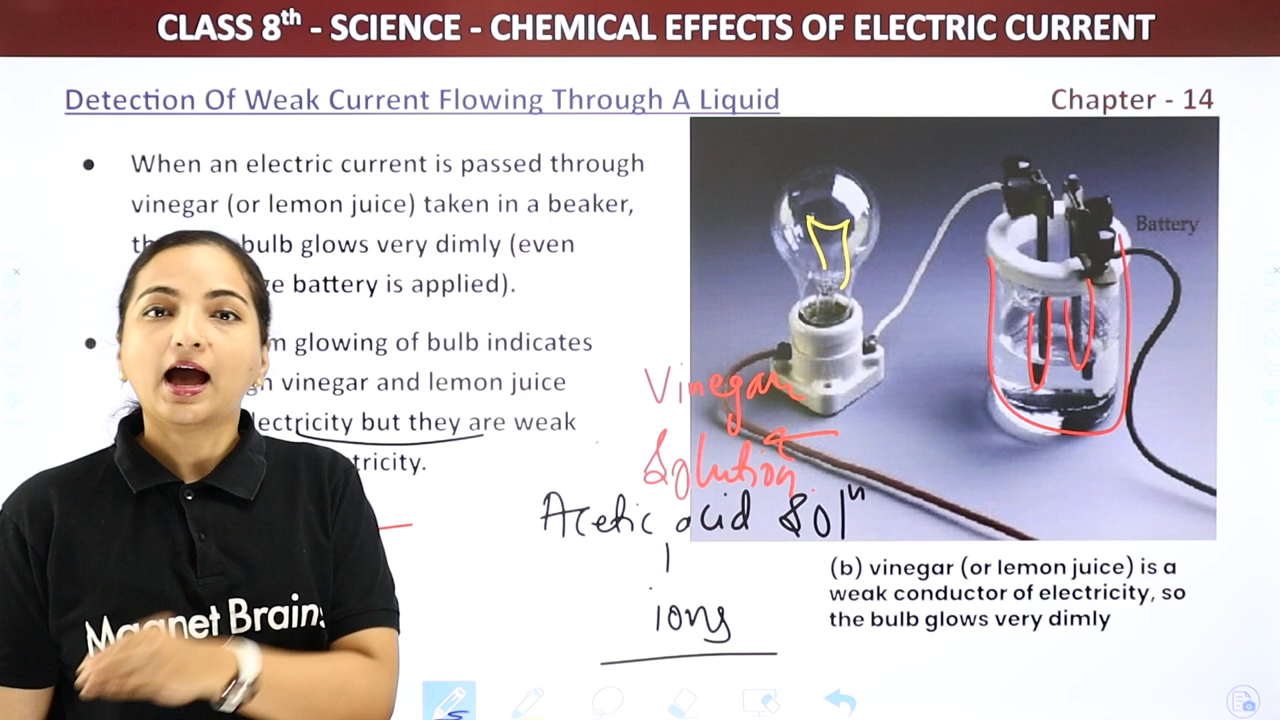 CLASS 8th - SCIENCE - CHEMICAL EFFECTS OF ELECTRIC CURRENT
Detection Of Weak Current Flowing Through A Liquid
Chapter - 14
● When an electric current is passed through
vinegar (or lemon juice) taken in a beaker,
bulb glows very dimly (even
battery is applied).
● glowing of bulb indicates
vinegar and lemon juice
but they are weak
Battery
Vinegar
Solution
Acetic acid Solⁿ
ions
(b) vinegar (or lemon juice) is a
weak conductor of electricity, so
the bulb glows very dimly
Magnet Brains